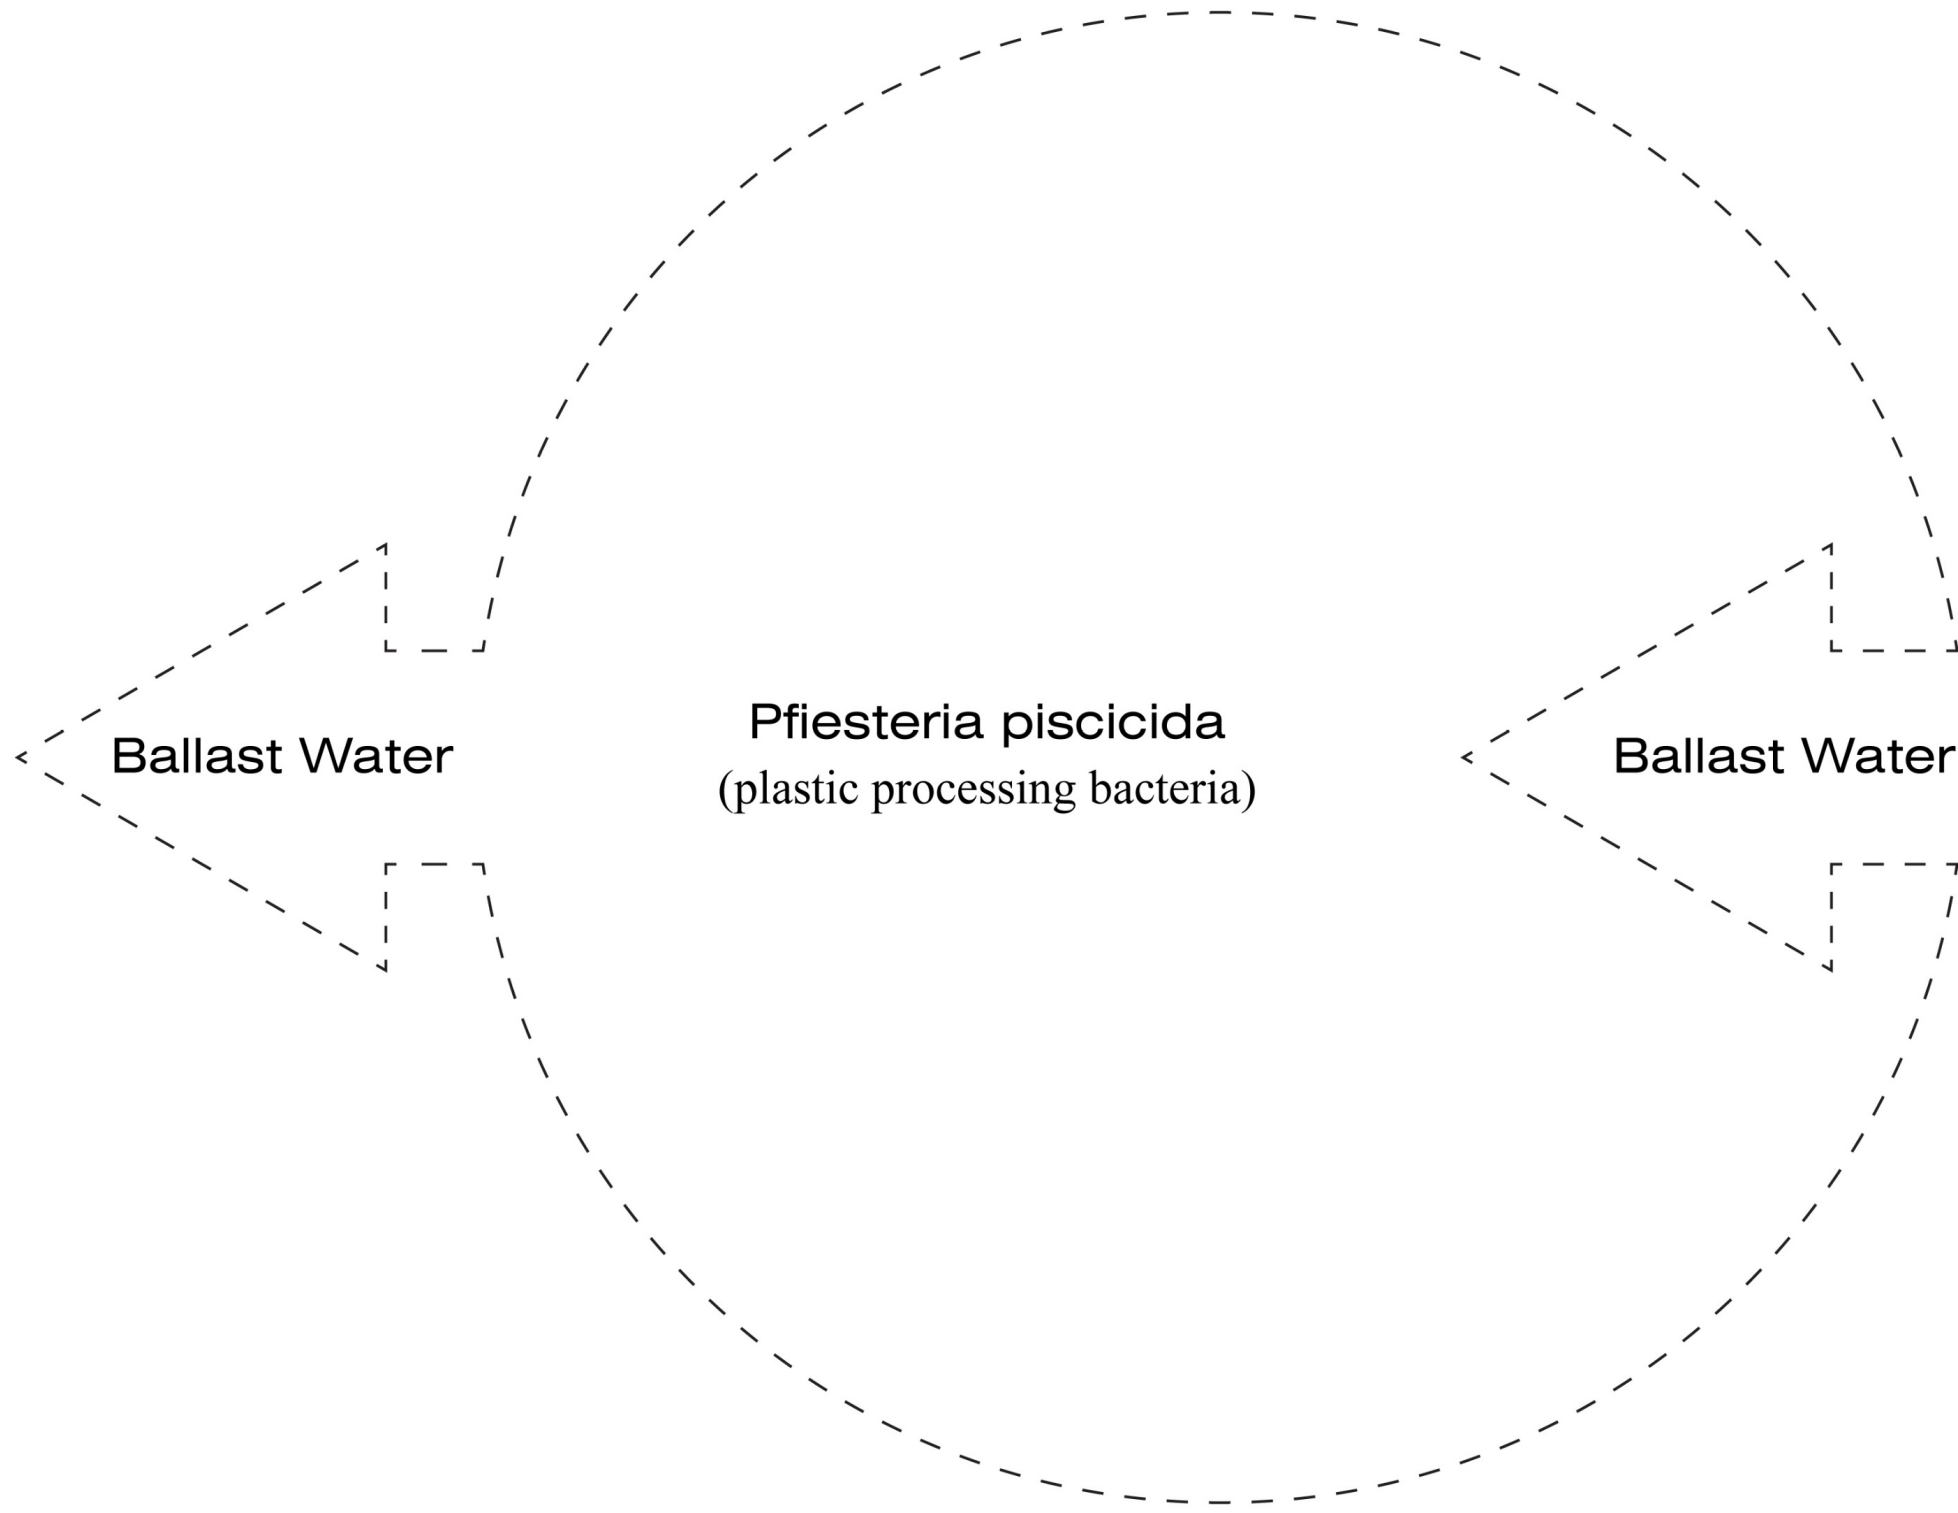 Ballast Water
Pfiesteria piscicida
(plastic processing bacteria)
Ballast Water